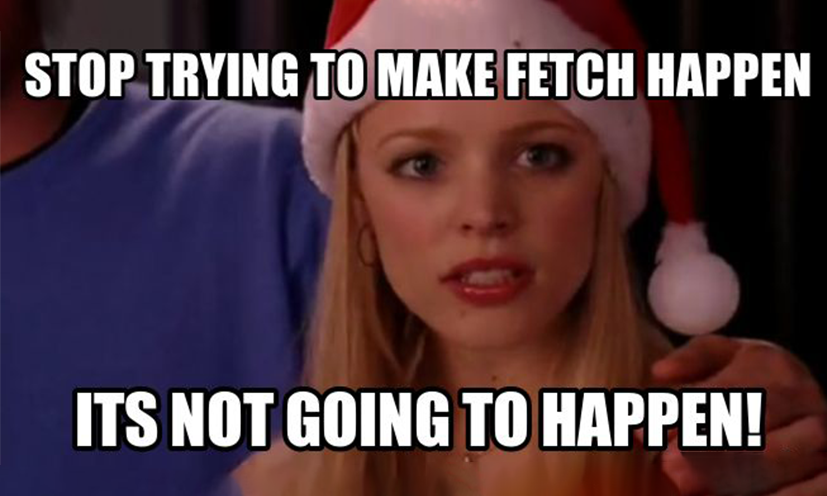 STOP TRYING TO MAKE FETCH HAPPEN
ITS NOT GOING TO HAPPEN!